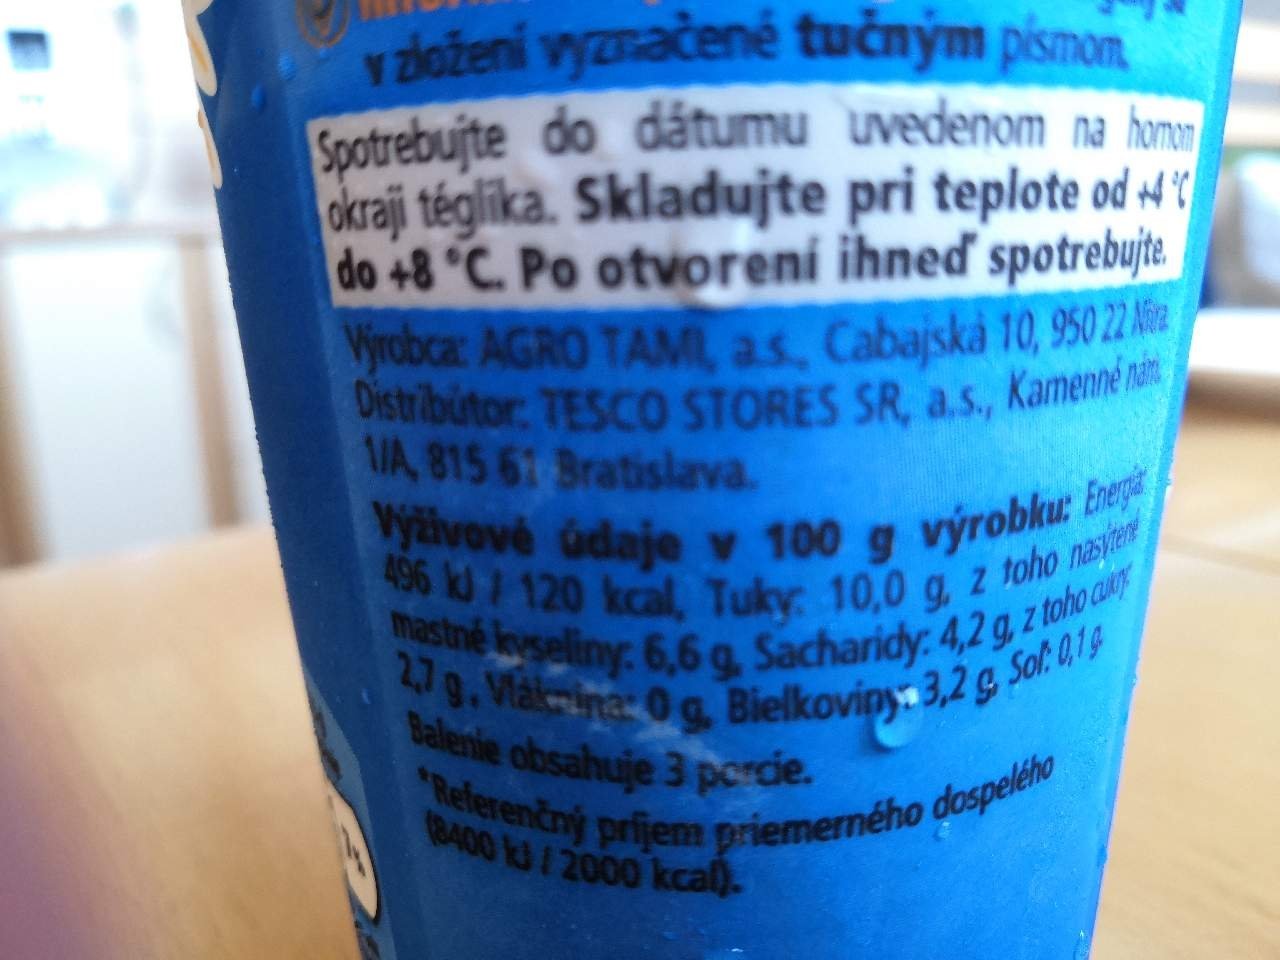 v zložení vyznačené tučným písmom.
Spotrebujte do dátumu uvedenom na hornom
okraji téglika. Skladujte pri teplote od +4 °C
do +8 °C. Po otvorení ihneď spotrebujte.
Výrobca: AGRO TAMI, a.s., Cabajská 10, 950 22 Nitra.
Distribútor: TESCO STORES SR, a.s., Kamenné nám.
1/A, 815 61 Bratislava.
Výživové údaje v 100 g výrobku: Energia:
496 kJ / 120 kcal, Tuky: 10,0 g, z toho nasýtené
mastné kyseliny: 6,6 g, Sacharidy: 4,2 g, z toho cukry:
2,7 g, Vláknina: 0 g, Bielkoviny: 3,2 g, Soľ: 0,1 g.
Balenie obsahuje 3 porcie.
*Referenčný príjem priemerného dospelého
(8400 kJ / 2000 kcal).